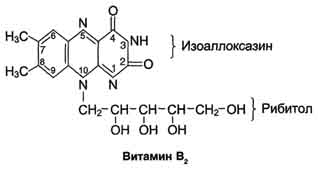 O
N
H₃C 6 5 4 3 NH
7
Изоаллоксазин
H₃C 8 9 10 1 2 O
N N
CH₂–CH–CH–CH–CH₂–OH Рибитол
OH OH OH
Витамин B₂